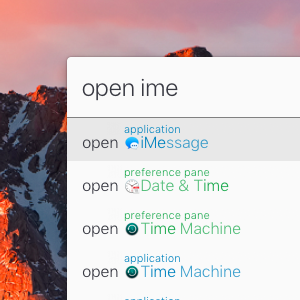 open ime
application
open iMessage
preference pane
open Date & Time
preference pane
open Time Machine
application
open Time Machine